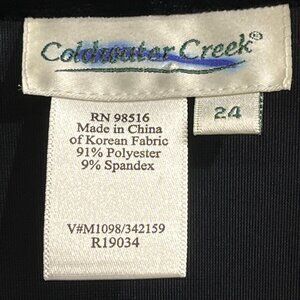 Coldwater Creek®
24
RN 98516
Made in China
of Korean Fabric
91% Polyester
9% Spandex
V#M1098/342159
R19034